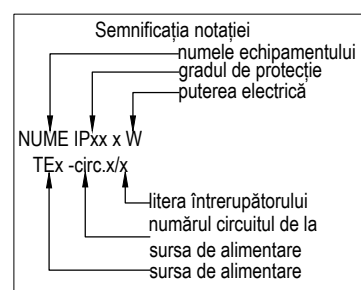 Semnificația notației
numele echipamentului
gradul de protecție
puterea electrică
NUME IPxx x W
TEx -circ.x/x
litera întrerupătorului
numărul circuitul de la
sursa de alimentare
sursa de alimentare